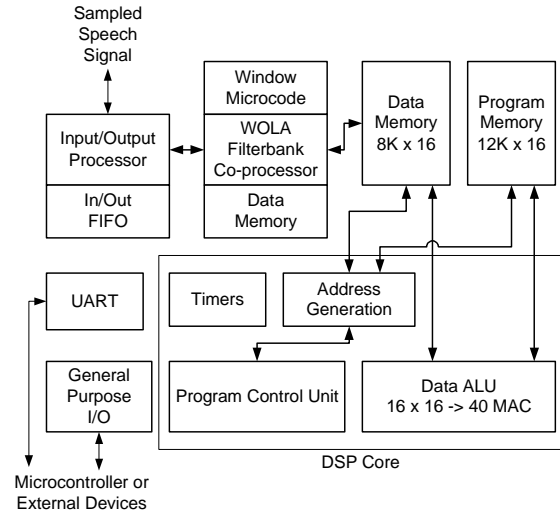 Sampled
Speech
Signal
Input/Output
Processor
In/Out
FIFO
Window
Microcode
WOLA
Filterbank
Co-processor
Data
Memory
Data
Memory
8K x 16
Program
Memory
12K x 16
UART
Timers
Address
Generation
General
Purpose
I/O
Program Control Unit
Data ALU
16 x 16 -> 40 MAC
DSP Core
Microcontroller or
External Devices